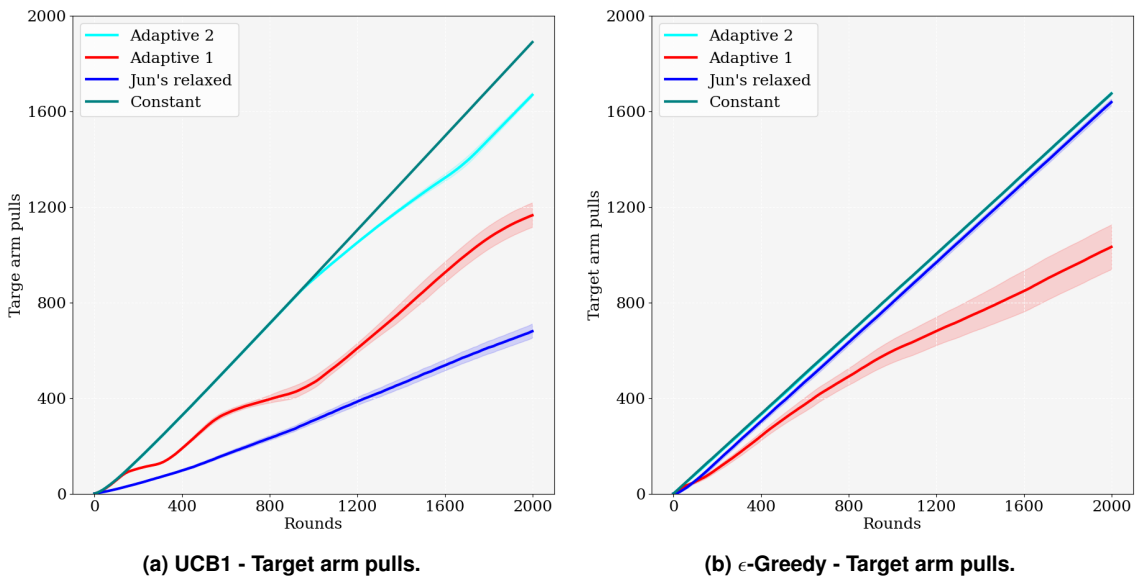 2000
1600
1200
800
400
0
Targe arm pulls
Adaptive 2
Adaptive 1
Jun's relaxed
Constant
0 400 800 1200 1600 2000
Rounds
(a) UCB1 - Target arm pulls.
2000
1600
1200
800
400
0
Target arm pulls
Adaptive 2
Adaptive 1
Jun's relaxed
Constant
0 400 800 1200 1600 2000
Rounds
(b) ϵ-Greedy - Target arm pulls.